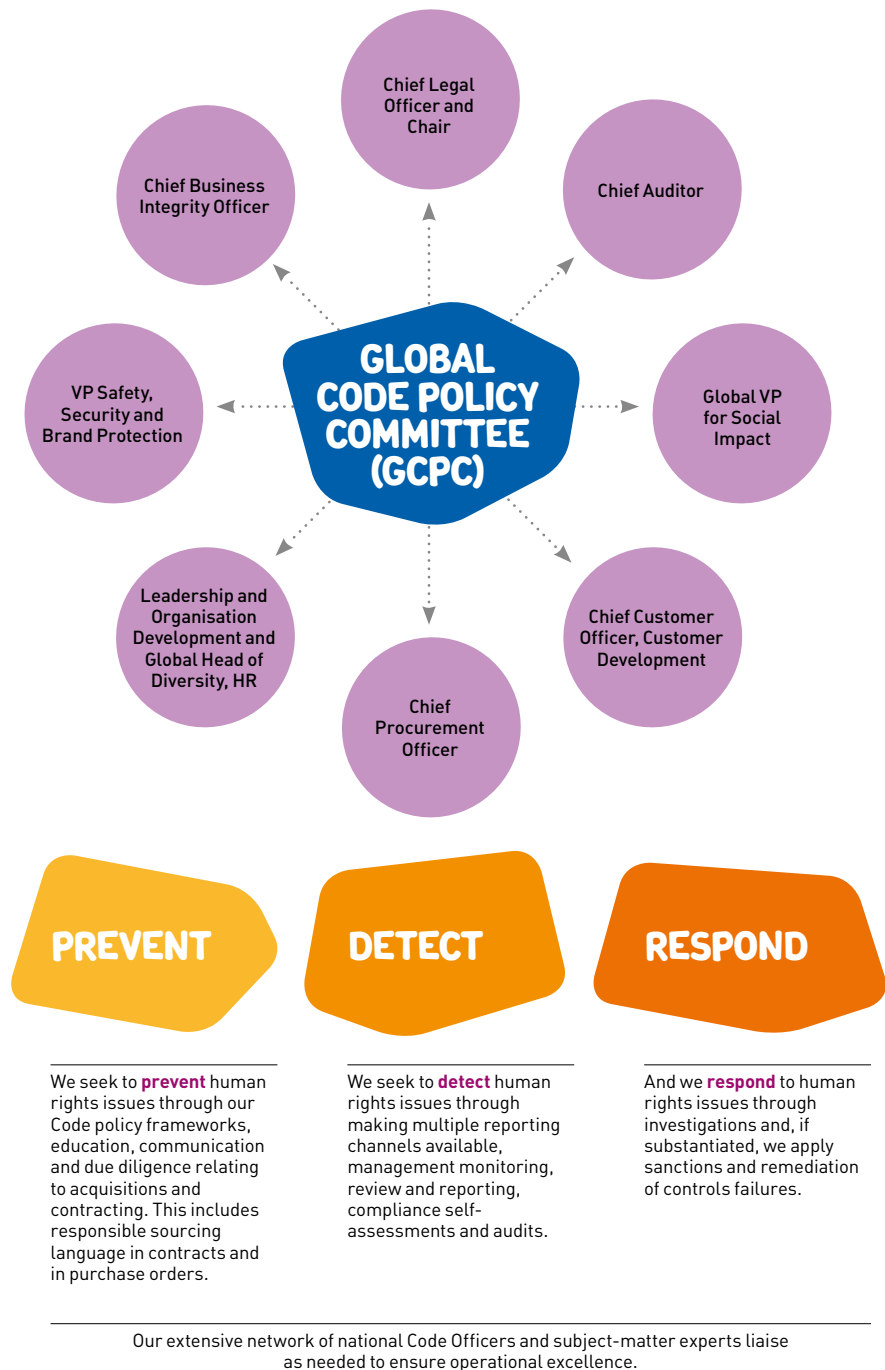 Chief Legal
Officer and
Chair
Chief Business
Integrity Officer
Chief Auditor
GLOBAL
CODE POLICY
COMMITTEE
(GCPC)
VP Safety,
Security and
Brand Protection
Global VP
for Social
Impact
Leadership and
Organisation
Development and
Global Head of
Diversity, HR
Chief Customer
Officer, Customer
Development
Chief
Procurement
Officer
PREVENT
We seek to prevent human
rights issues through our
Code policy frameworks,
education, communication
and due diligence relating
to acquisitions and
contracting. This includes
responsible sourcing
language in contracts and
in purchase orders.
DETECT
We seek to detect human
rights issues through
making multiple reporting
channels available,
management monitoring,
review and reporting,
compliance self-
assessments and audits.
RESPOND
And we respond to human
rights issues through
investigations and, if
substantiated, we apply
sanctions and remediation
of controls failures.
Our extensive network of national Code Officers and subject-matter experts liaise
as needed to ensure operational excellence.